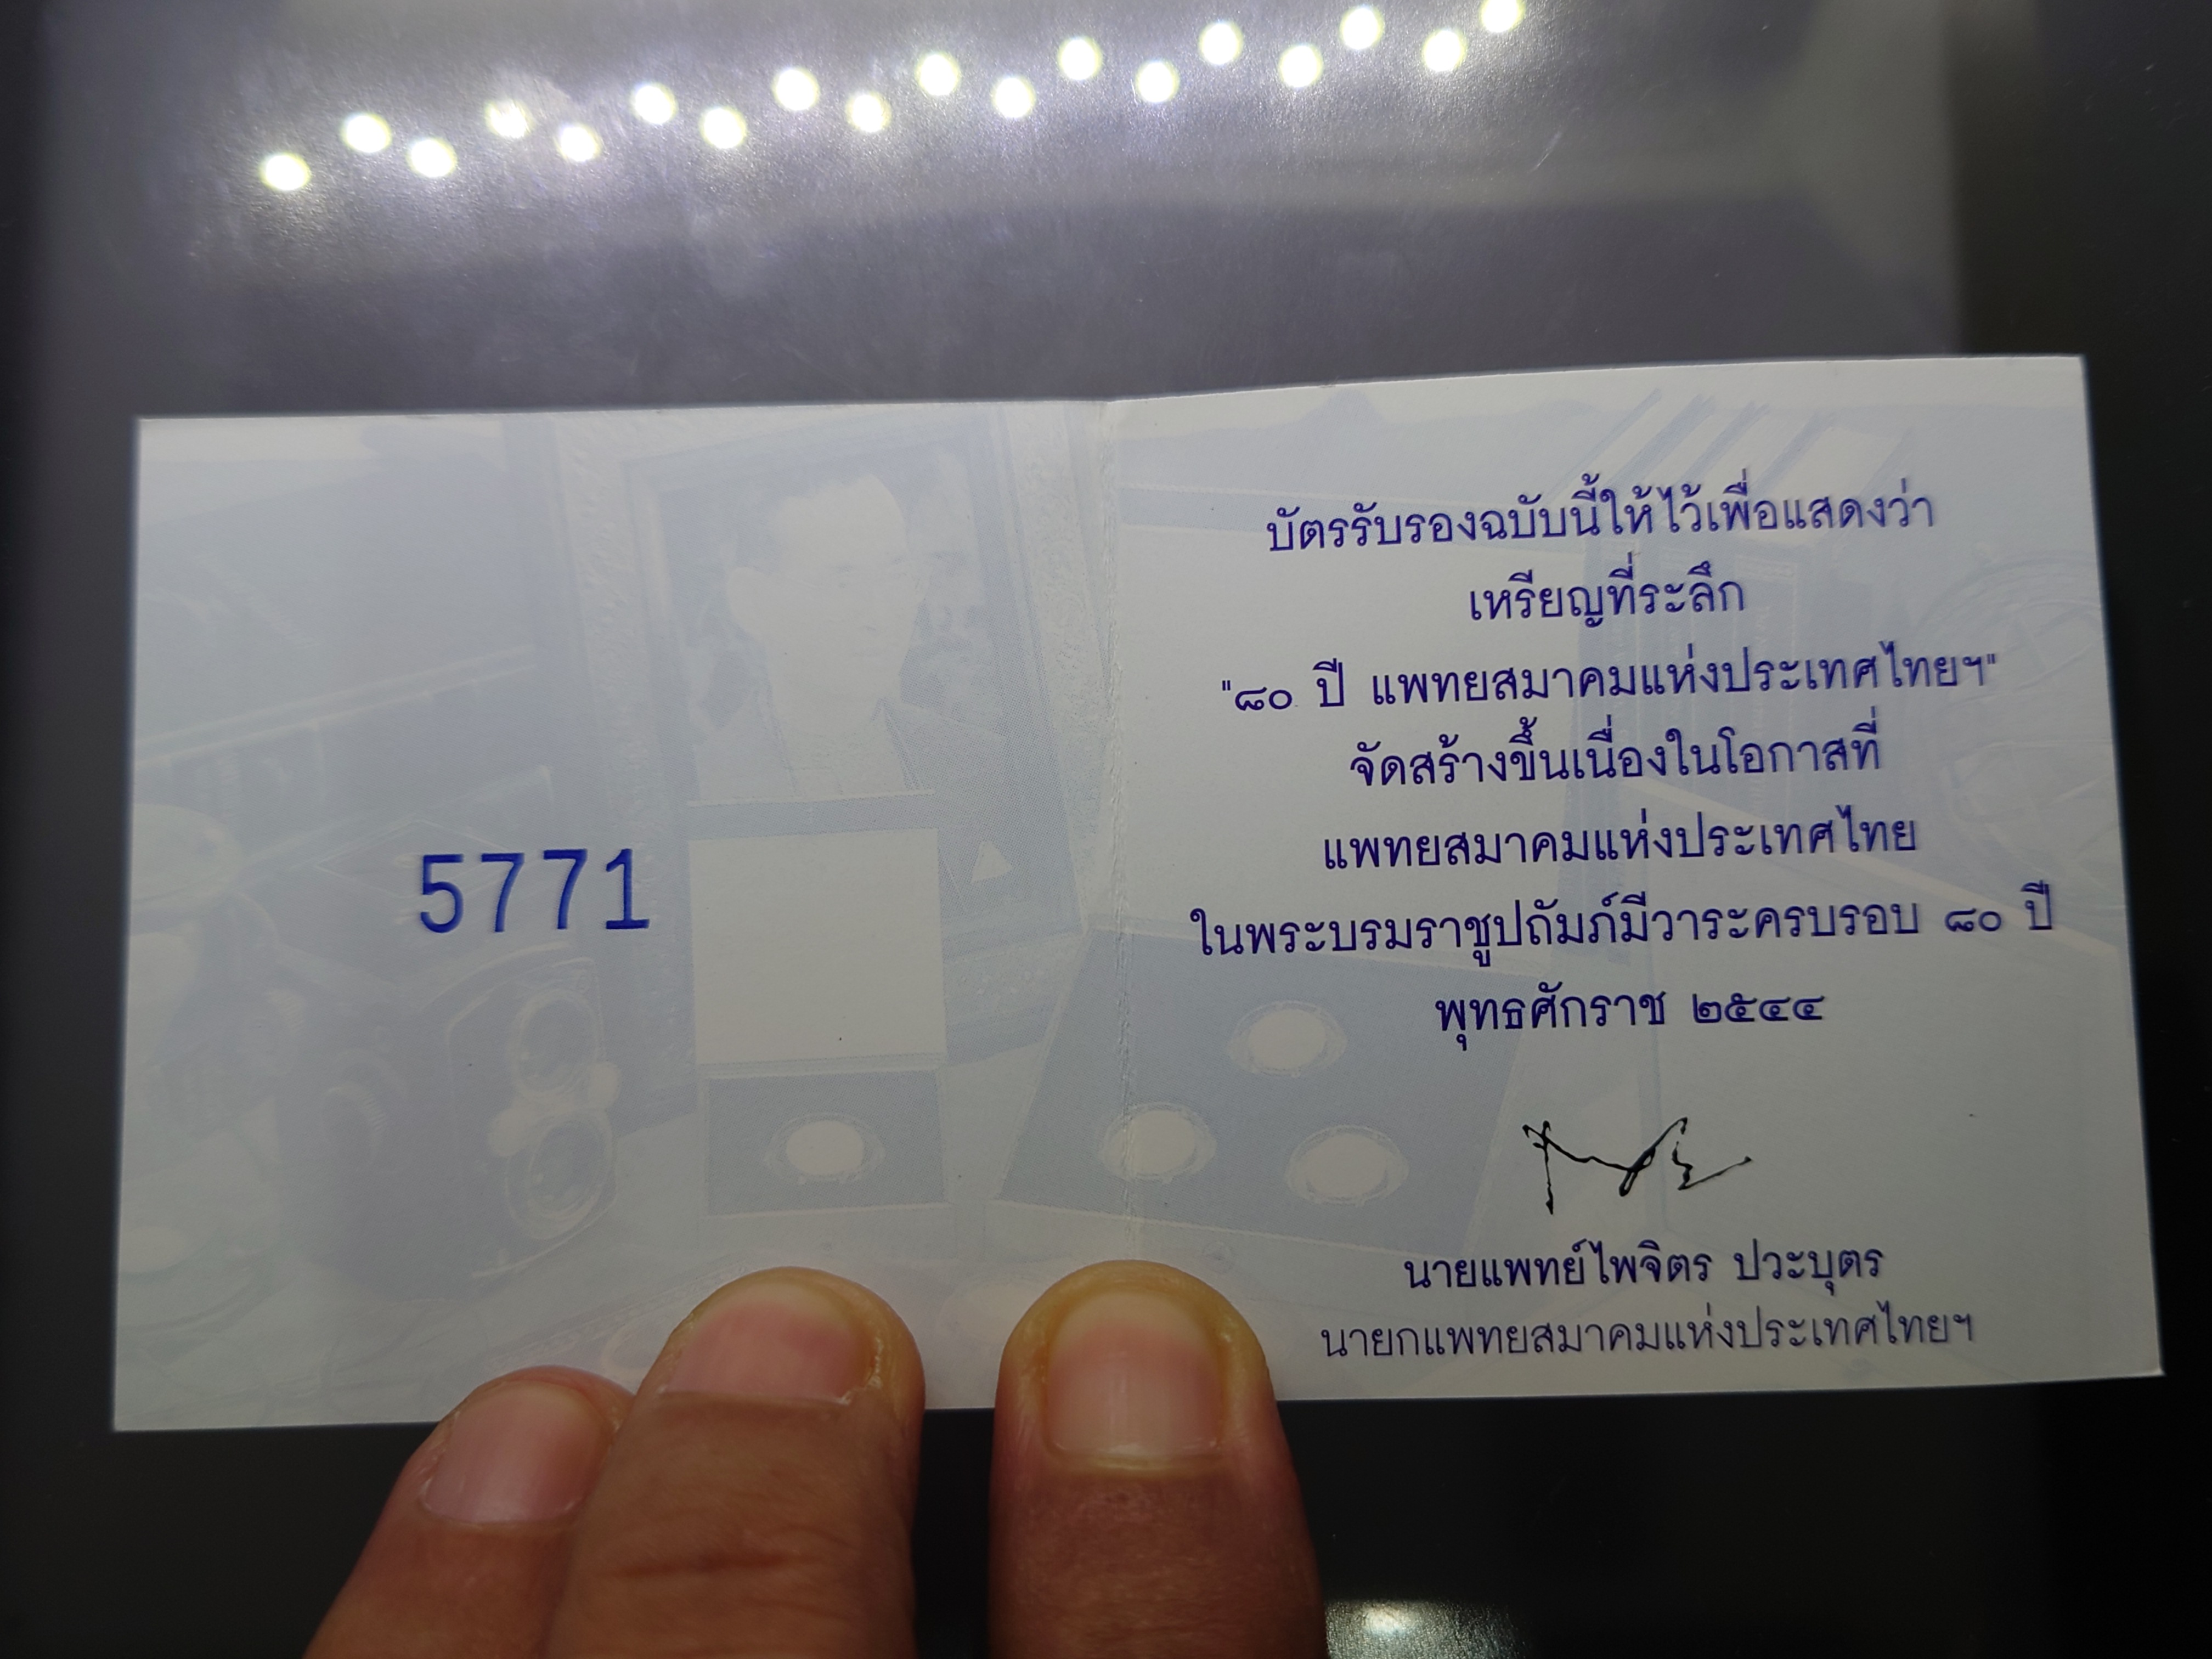 5771
บัตรรับรองฉบับนี้ให้ไว้เพื่อแสดงว่า
เหรียญที่ระลึก
"๘๐ ปี แพทยสมาคมแห่งประเทศไทยฯ"
จัดสร้างขึ้นเนื่องในโอกาสที่
แพทยสมาคมแห่งประเทศไทย
ในพระบรมราชูปถัมภ์มีวาระครบรอบ ๘๐ ปี
พุทธศักราช ๒๕๔๔
นายแพทย์ไพจิตร ปวะบุตร
นายกแพทยสมาคมแห่งประเทศไทยฯ